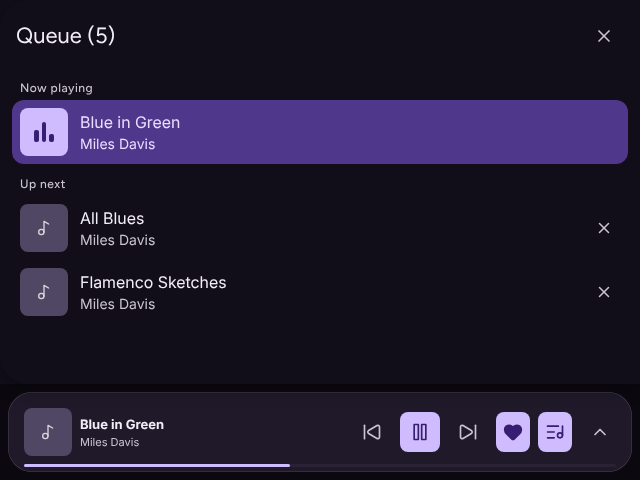 Queue (5)
Now playing
Blue in Green
Miles Davis
Up next
All Blues
Miles Davis
Flamenco Sketches
Miles Davis
Blue in Green
Miles Davis